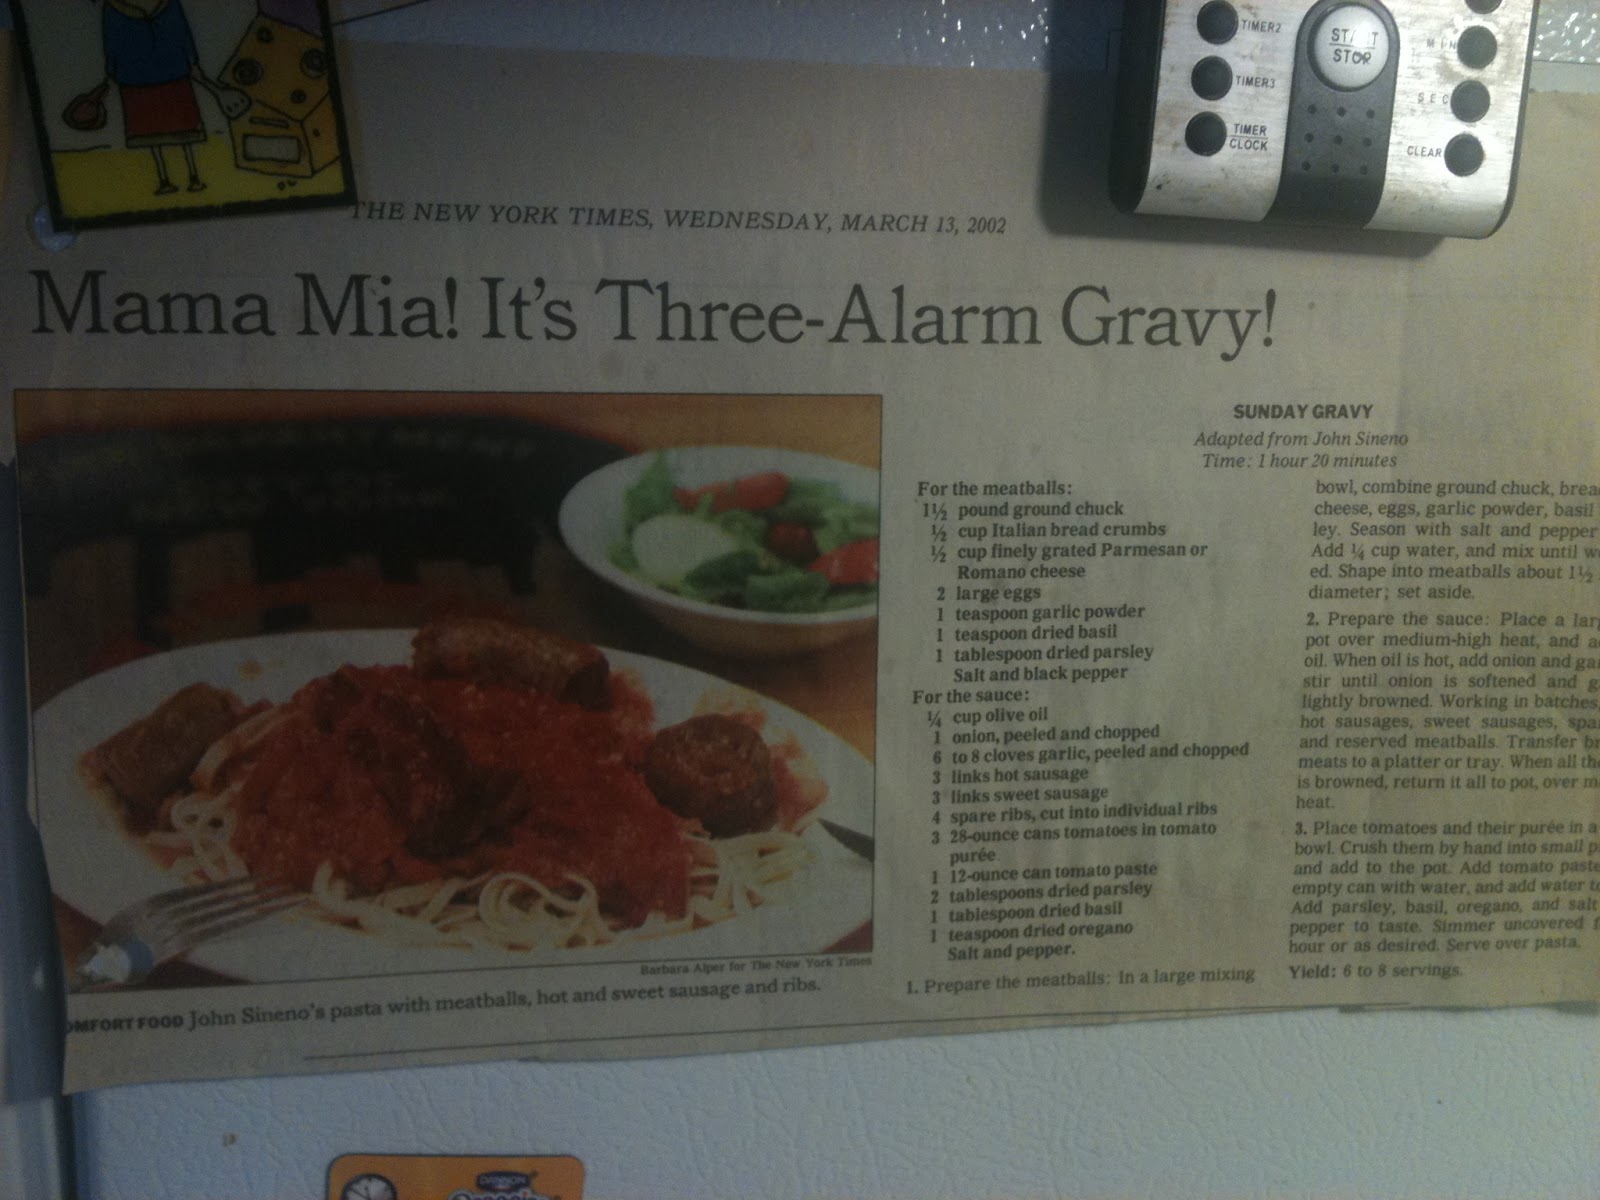 TIMER2
START
STOP
MIN
TIMER3
SEC
TIMER
CLOCK
CLEAR
THE NEW YORK TIMES, WEDNESDAY, MARCH 13, 2002
Mama Mia! It's Three-Alarm Gravy!
Barbara Alper for The New York Times
OMFORT FOOD John Sineno's pasta with meatballs, hot and sweet sausage and ribs.
SUNDAY GRAVY
Adapted from John Sineno
Time: 1 hour 20 minutes
For the meatballs:
1½ pound ground chuck
½ cup Italian bread crumbs
½ cup finely grated Parmesan or
Romano cheese
2 large eggs
1 teaspoon garlic powder
1 teaspoon dried basil
1 tablespoon dried parsley
Salt and black pepper
For the sauce:
¼ cup olive oil
1 onion, peeled and chopped
6 to 8 cloves garlic, peeled and chopped
3 links hot sausage
3 links sweet sausage
4 spare ribs, cut into individual ribs
3 28-ounce cans tomatoes in tomato
purée
1 12-ounce can tomato paste
2 tablespoons dried parsley
1 tablespoon dried basil
1 teaspoon dried oregano
Salt and pepper.
1. Prepare the meatballs: In a large mixing
bowl, combine ground chuck, brea
cheese, eggs, garlic powder, basil
ley. Season with salt and pepper
Add ¼ cup water, and mix until w
ed. Shape into meatballs about 1½
diameter; set aside.
2. Prepare the sauce: Place a lar
pot over medium-high heat, and a
oil. When oil is hot, add onion and ga
stir until onion is softened and g
lightly browned. Working in batches,
hot sausages, sweet sausages, spa
and reserved meatballs. Transfer br
meats to a platter or tray. When all th
is browned, return it all to pot, over m
heat.
3. Place tomatoes and their purée in a
bowl. Crush them by hand into small p
and add to the pot. Add tomato paste
empty can with water, and add water t
Add parsley, basil, oregano, and salt
pepper to taste. Simmer uncovered f
hour or as desired. Serve over pasta.
Yield: 6 to 8 servings.
DANNON